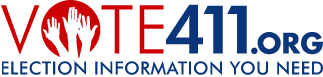 VOTE411.ORG
ELECTION INFORMATION YOU NEED